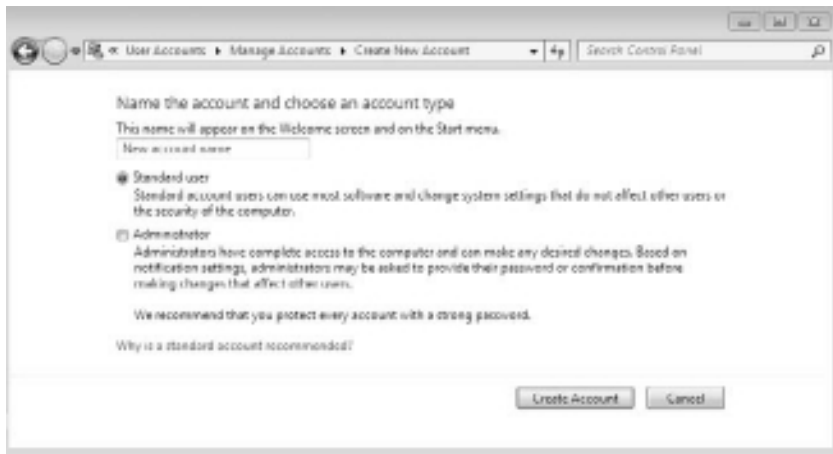 « User Accounts ▸ Manage Accounts ▸ Create New Account
Search Control Panel
Name the account and choose an account type
This name will appear on the Welcome screen and on the Start menu.
New account name
Standard user
Standard account users can use most software and change system settings that do not affect other users or
the security of the computer.
Administrator
Administrators have complete access to the computer and can make any desired changes. Based on
notification settings, administrators may be asked to provide their password or confirmation before
making changes that affect other users.
We recommend that you protect every account with a strong password.
Why is a standard account recommended?
Create Account
Cancel